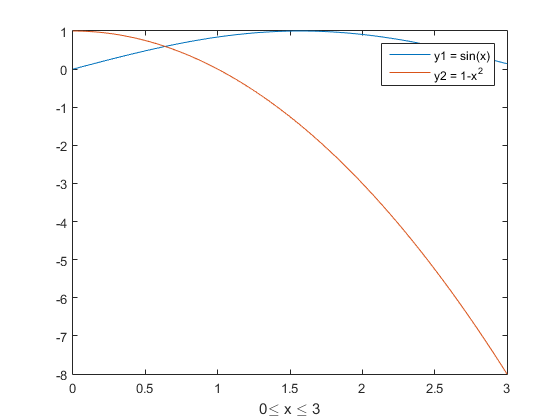 1
0
-1
-2
-3
-4
-5
-6
-7
-8
y1 = sin(x)
y2 = 1-x²
0 0.5 1 1.5 2 2.5 3
0≤ x ≤ 3